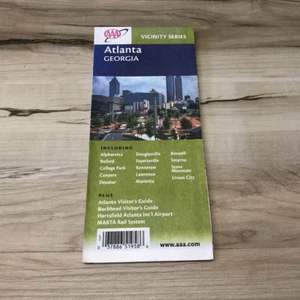 AAA
VICINITY SERIES
Atlanta
GEORGIA
INCLUDING
Alpharetta
Buford
College Park
Conyers
Decatur
Douglasville
Fayetteville
Kennesaw
Lawrence
Marietta
Roswell
Smyrna
Stone
Mountain
Union City
PLUS
Atlanta Visitor's Guide
Buckhead Visitor's Guide
Hartsfield Atlanta Int'l Airport
MARTA Rail System
www.aaa.com